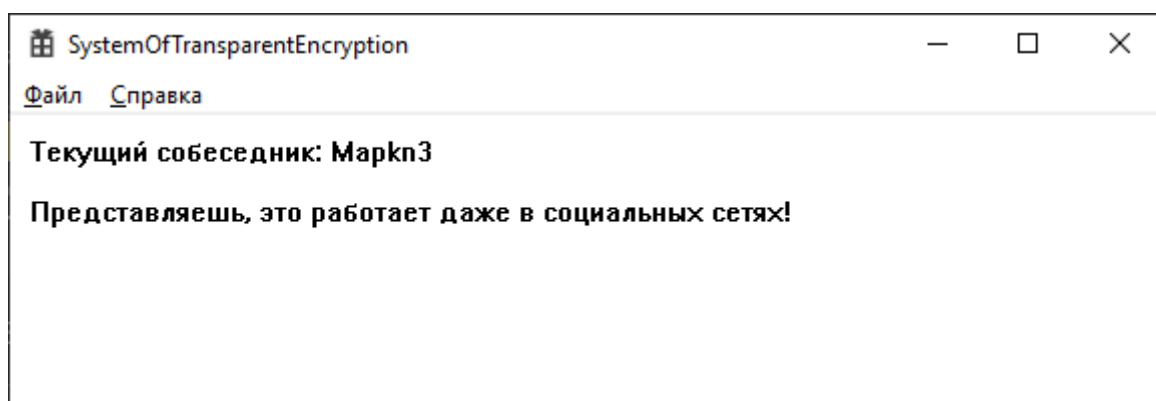 SystemOfTransparentEncryption
Файл Справка
Текущий собеседник: Mapkn3
Представляешь, это работает даже в социальных сетях!